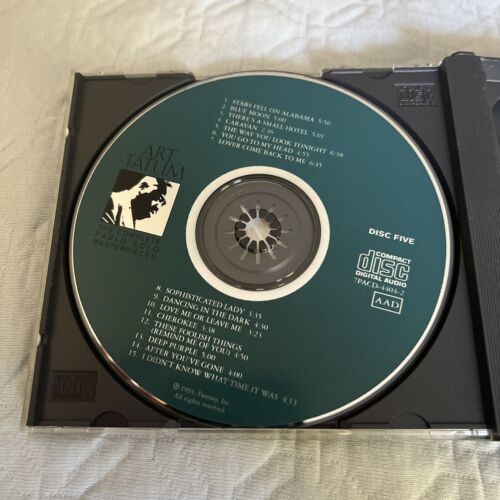 1. STARS FELL ON ALABAMA 5:56
2. BLUE MOON 5:00
3. THERE'S A SMALL HOTEL 5:01
4. CARAVAN 2:36
5. THE WAY YOU LOOK TONIGHT 6:38
6. YOU GO TO MY HEAD 4:55
7. LOVER COME BACK TO ME 6:45
ART
TATUM
THE COMPLETE
PABLO SOLO
MASTERPIECES
DISC FIVE
COMPACT
disc
DIGITAL AUDIO
7PACD-4404-2
AAD
8. SOPHISTICATED LADY 3:35
9. DANCING IN THE DARK 4:30
10. LOVE ME OR LEAVE ME 3:23
11. CHEROKEE 3:38
12. THESE FOOLISH THINGS
(REMIND ME OF YOU) 4:50
13. DEEP PURPLE 5:00
14. AFTER YOU'VE GONE 4:00
15. I DIDN'T KNOW WHAT TIME IT WAS 4:13
℗ 1991, Fantasy, Inc.
All rights reserved.
disc
disc